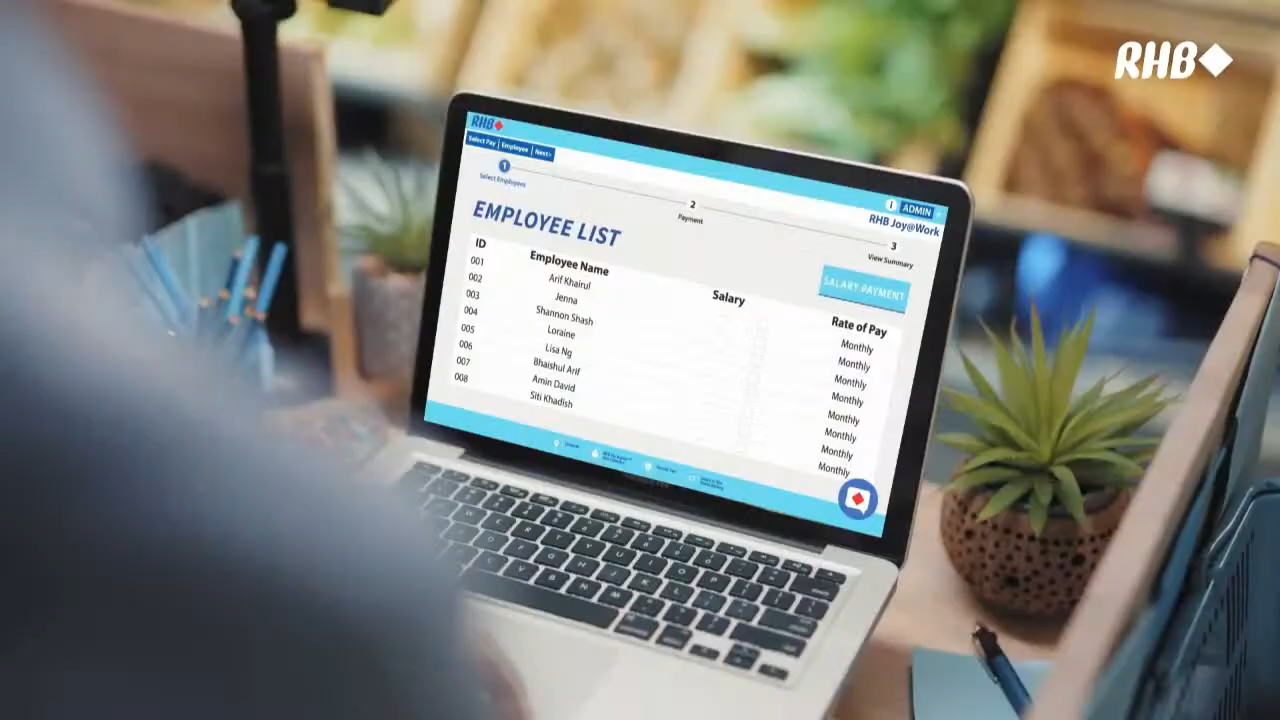 RHB
RHB
Select Pay Employee Next>
ADMIN
RHB Joy@Work
1 2 3
Select Employees Payment View Summary
EMPLOYEE LIST
SALARY PAYMENT
ID Employee Name Salary Rate of Pay
001 Arif Khairul Monthly
002 Jenna Monthly
003 Shannon Shash Monthly
004 Loraine Monthly
005 Lisa Ng Monthly
006 Bhaishul Arif Monthly
007 Amin David Monthly
008 Siti Khadish Monthly